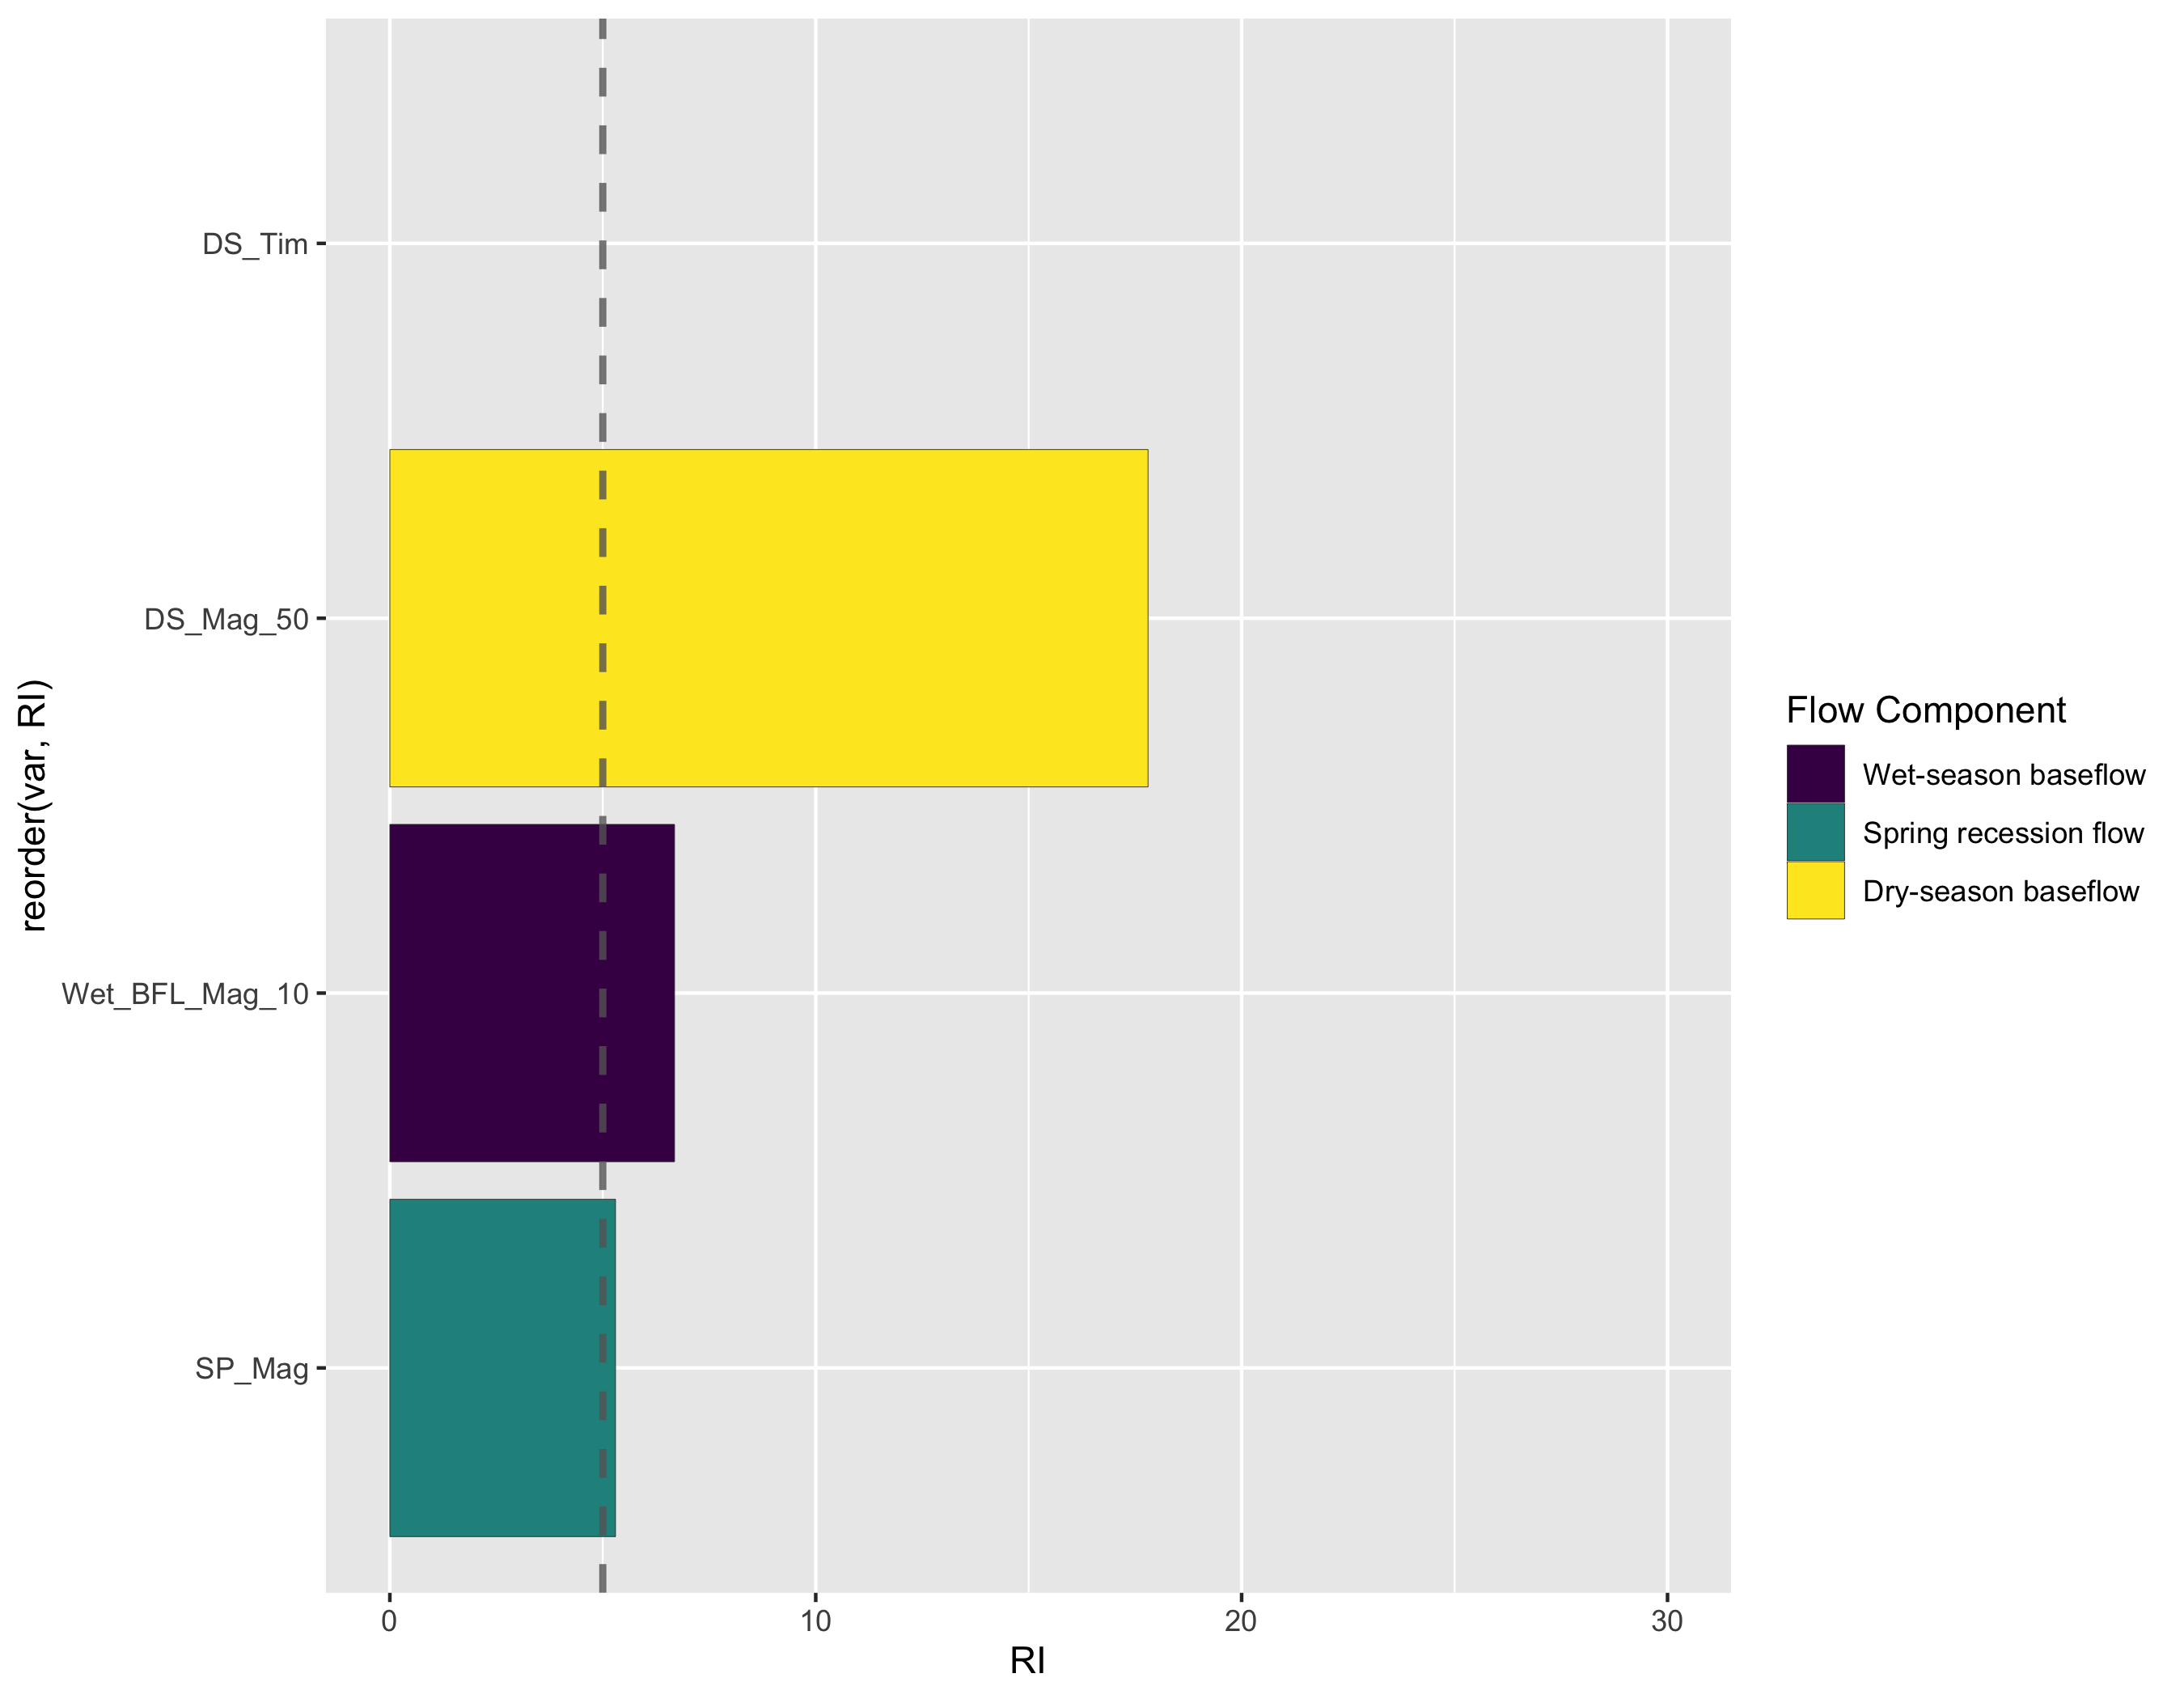 reorder(var, RI)
DS_Tim
DS_Mag_50
Wet_BFL_Mag_10
SP_Mag
0
10
20
30
RI
Flow Component
Wet-season baseflow
Spring recession flow
Dry-season baseflow